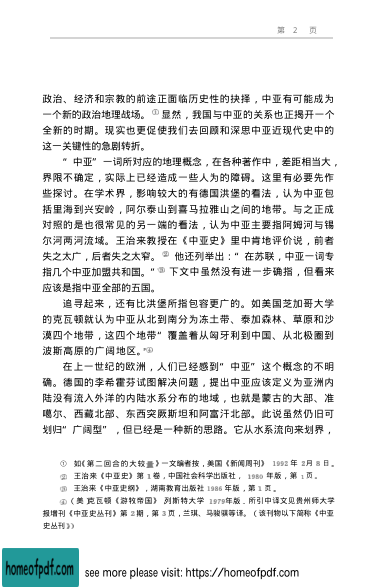 第 2 页
政治、经济和宗教的前途正面临历史性的抉择，中亚有可能成为
一个新的政治地理战场。① 显然，我国与中亚的关系也正揭开一个
全新的时期。现实也更促使我们去回顾和深思中亚近现代史中的
这一关键性的急剧转折。
“中亚”一词所对应的地理概念，在各种著作中，差距相当大，
界限不确定，实际上已经造成一些人为的障碍。这里有必要先作
些探讨。在学术界，影响较大的有德国洪堡的看法，认为中亚包
括里海到兴安岭，阿尔泰山到喜马拉雅山之间的地带。与之正成
对照的是也很常见的另一端的看法，认为中亚主要指阿姆河与锡
尔河两河流域。王治来教授在《中亚史》里中肯地评价说，前者
失之太广，后者失之太窄。② 他还列举出：“在苏联，中亚一词专
指几个中亚加盟共和国。”③ 下文中虽然没有进一步确指，但看来
应该是指中亚全部的五国。
追寻起来，还有比洪堡所指包容更广的。如美国芝加哥大学
的克瓦顿就认为中亚从北到南分为冻土带、泰加森林、草原和沙
漠四个地带，这四个地带“覆盖着从匈牙利到中国、从北极圈到
波斯高原的广阔地区。”④
在上一世纪的欧洲，人们已经感到“中亚”这个概念的不明
确。德国的李希霍芬试图解决问题，提出中亚应该定义为亚洲内
陆没有流入外洋的内陆水系分布的地域，也就是蒙古的大部、准
噶尔、西藏北部、东西突厥斯坦和阿富汗北部。此说虽然仍旧可
划归“广阔型”，但已经是一种新的思路。它从水系流向来划界，
① 如《第二回合的大较量》一文编者按，美国《新闻周刊》 1992 年 2月 8 日。
② 王治来《中亚史》第 1 卷，中国社会科学出版社， 1980 年版，第 1 页。
③ 王治来《中亚史纲》，湖南教育出版社 1986 年版，第 1 页。
④ （美）克瓦顿《游牧帝国》，列斯特大学 1979年版，所引中译文见贵州师大学
报增刊《中亚史丛刊》第 2 期，第 3 页，兰琪、马骏骐等译。（该刊物以下简称《中亚
史丛刊》）
homeofpdf.com
see more please visit: https://homeofpdf.com